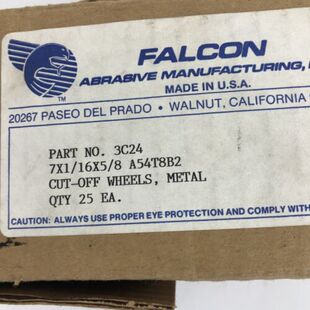 FALCON
ABRASIVE MANUFACTURING,
MADE IN U.S.A.
TM
20267 PASEO DEL PRADO • WALNUT, CALIFORNIA
PART NO. 3C24
7X1/16X5/8 A54T8B2
CUT-OFF WHEELS, METAL
QTY 25 EA.
CAUTION: ALWAYS USE PROPER EYE PROTECTION AND COMPLY WITH